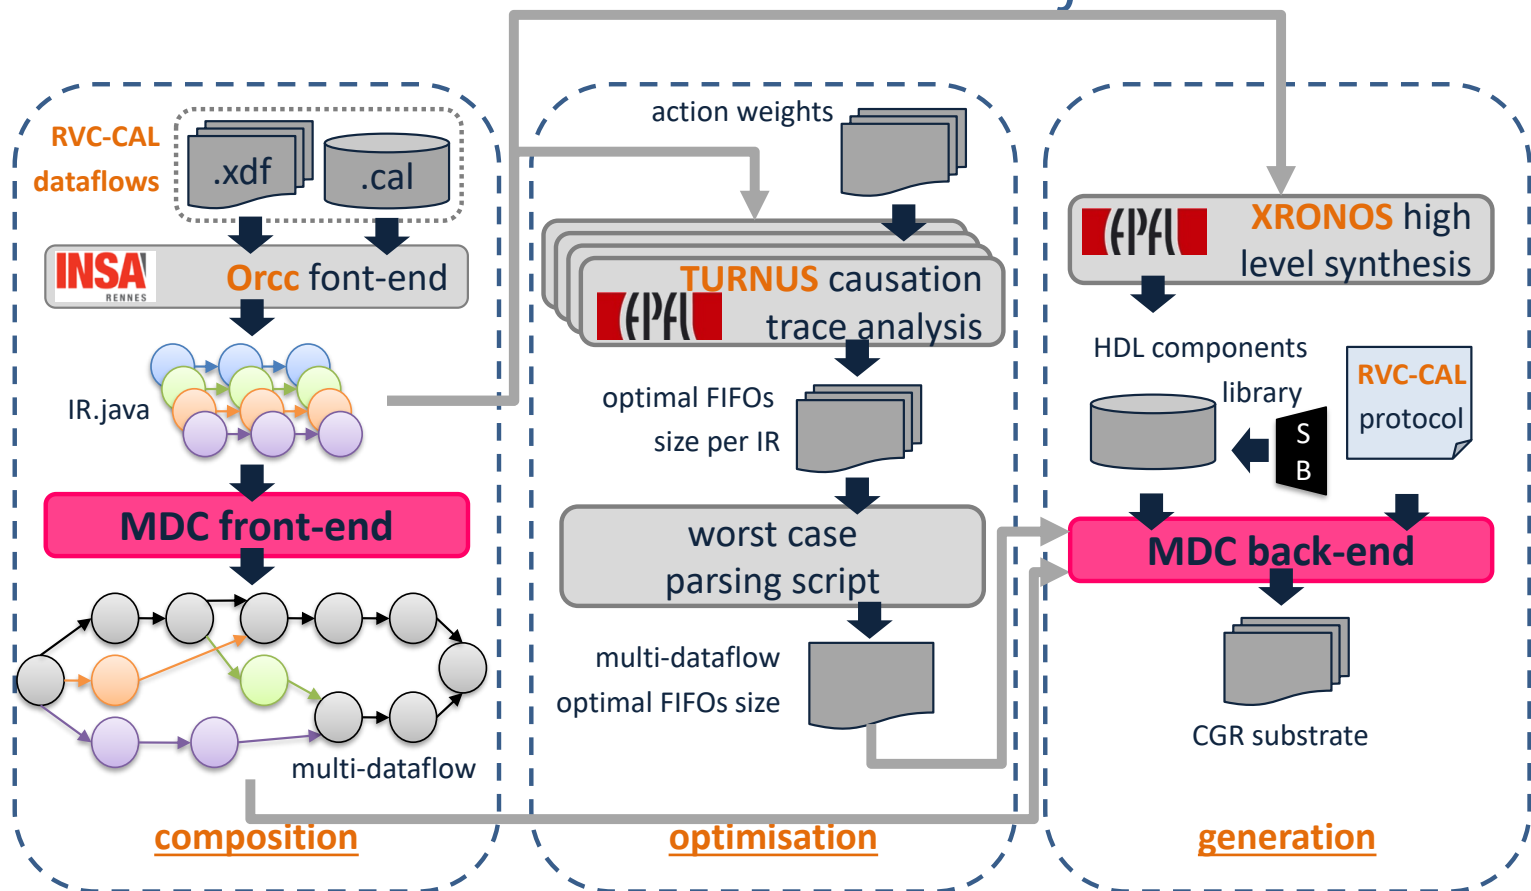 RVC-CAL
dataflows
.xdf
.cal
INSA
RENNES
Orcc font-end
IR.java
MDC front-end
multi-dataflow
composition
action weights
TURNUS causation
trace analysis
EPFL
optimal FIFOs
size per IR
worst case
parsing script
multi-dataflow
optimal FIFOs size
optimisation
EPFL
XRONOS high
level synthesis
HDL components
library
S
B
RVC-CAL
protocol
MDC back-end
CGR substrate
generation